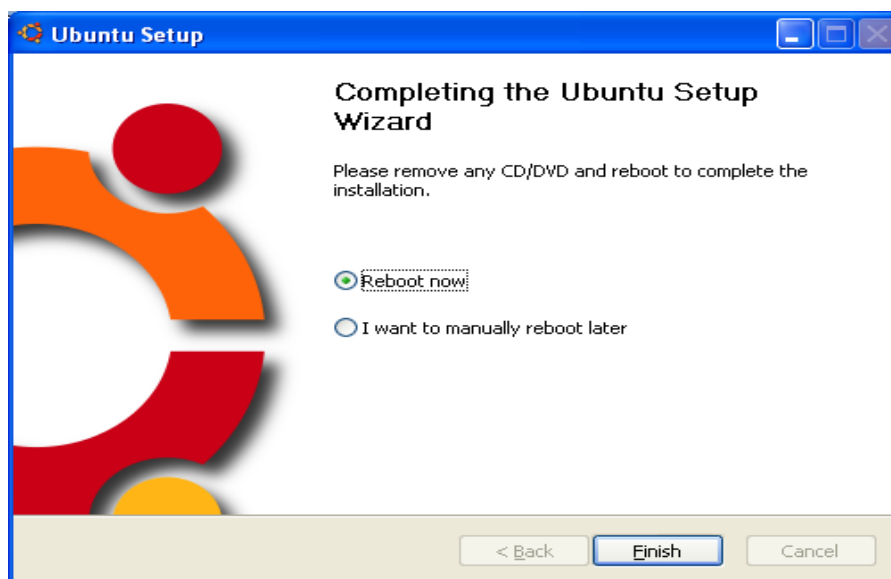 Ubuntu Setup
Completing the Ubuntu Setup
Wizard
Please remove any CD/DVD and reboot to complete the
installation.
Reboot now
I want to manually reboot later
< Back
Finish
Cancel